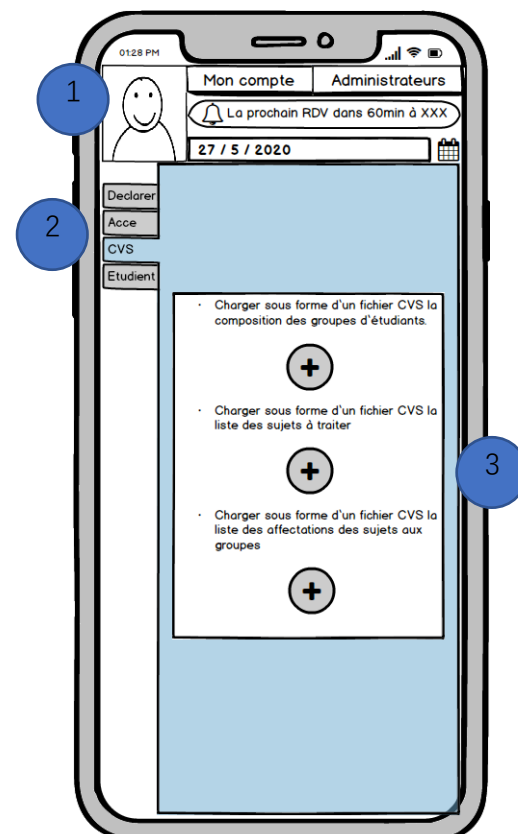 01:28 PM
1
Mon compte
Administrateurs
La prochain RDV dans 60min à XXX
27 / 5 / 2020
Declarer
2
Acce
CVS
Etudient
· Charger sous forme d'un fichier CVS la
composition des groupes d'étudiants.
+
· Charger sous forme d'un fichier CVS la
liste des sujets à traiter
+
3
· Charger sous forme d'un fichier CVS la
liste des affectations des sujets aux
groupes
+